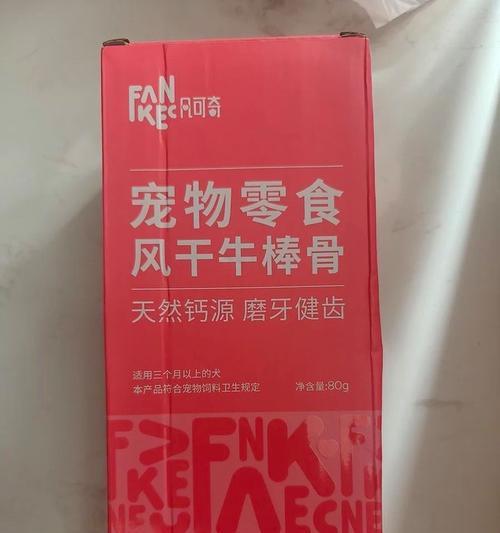 FANKEC 凡可奇
宠物零食
风干牛棒骨
天然钙源 磨牙健齿
适用三个月以上的犬
本产品符合宠物饲料卫生规定 净含量:80g